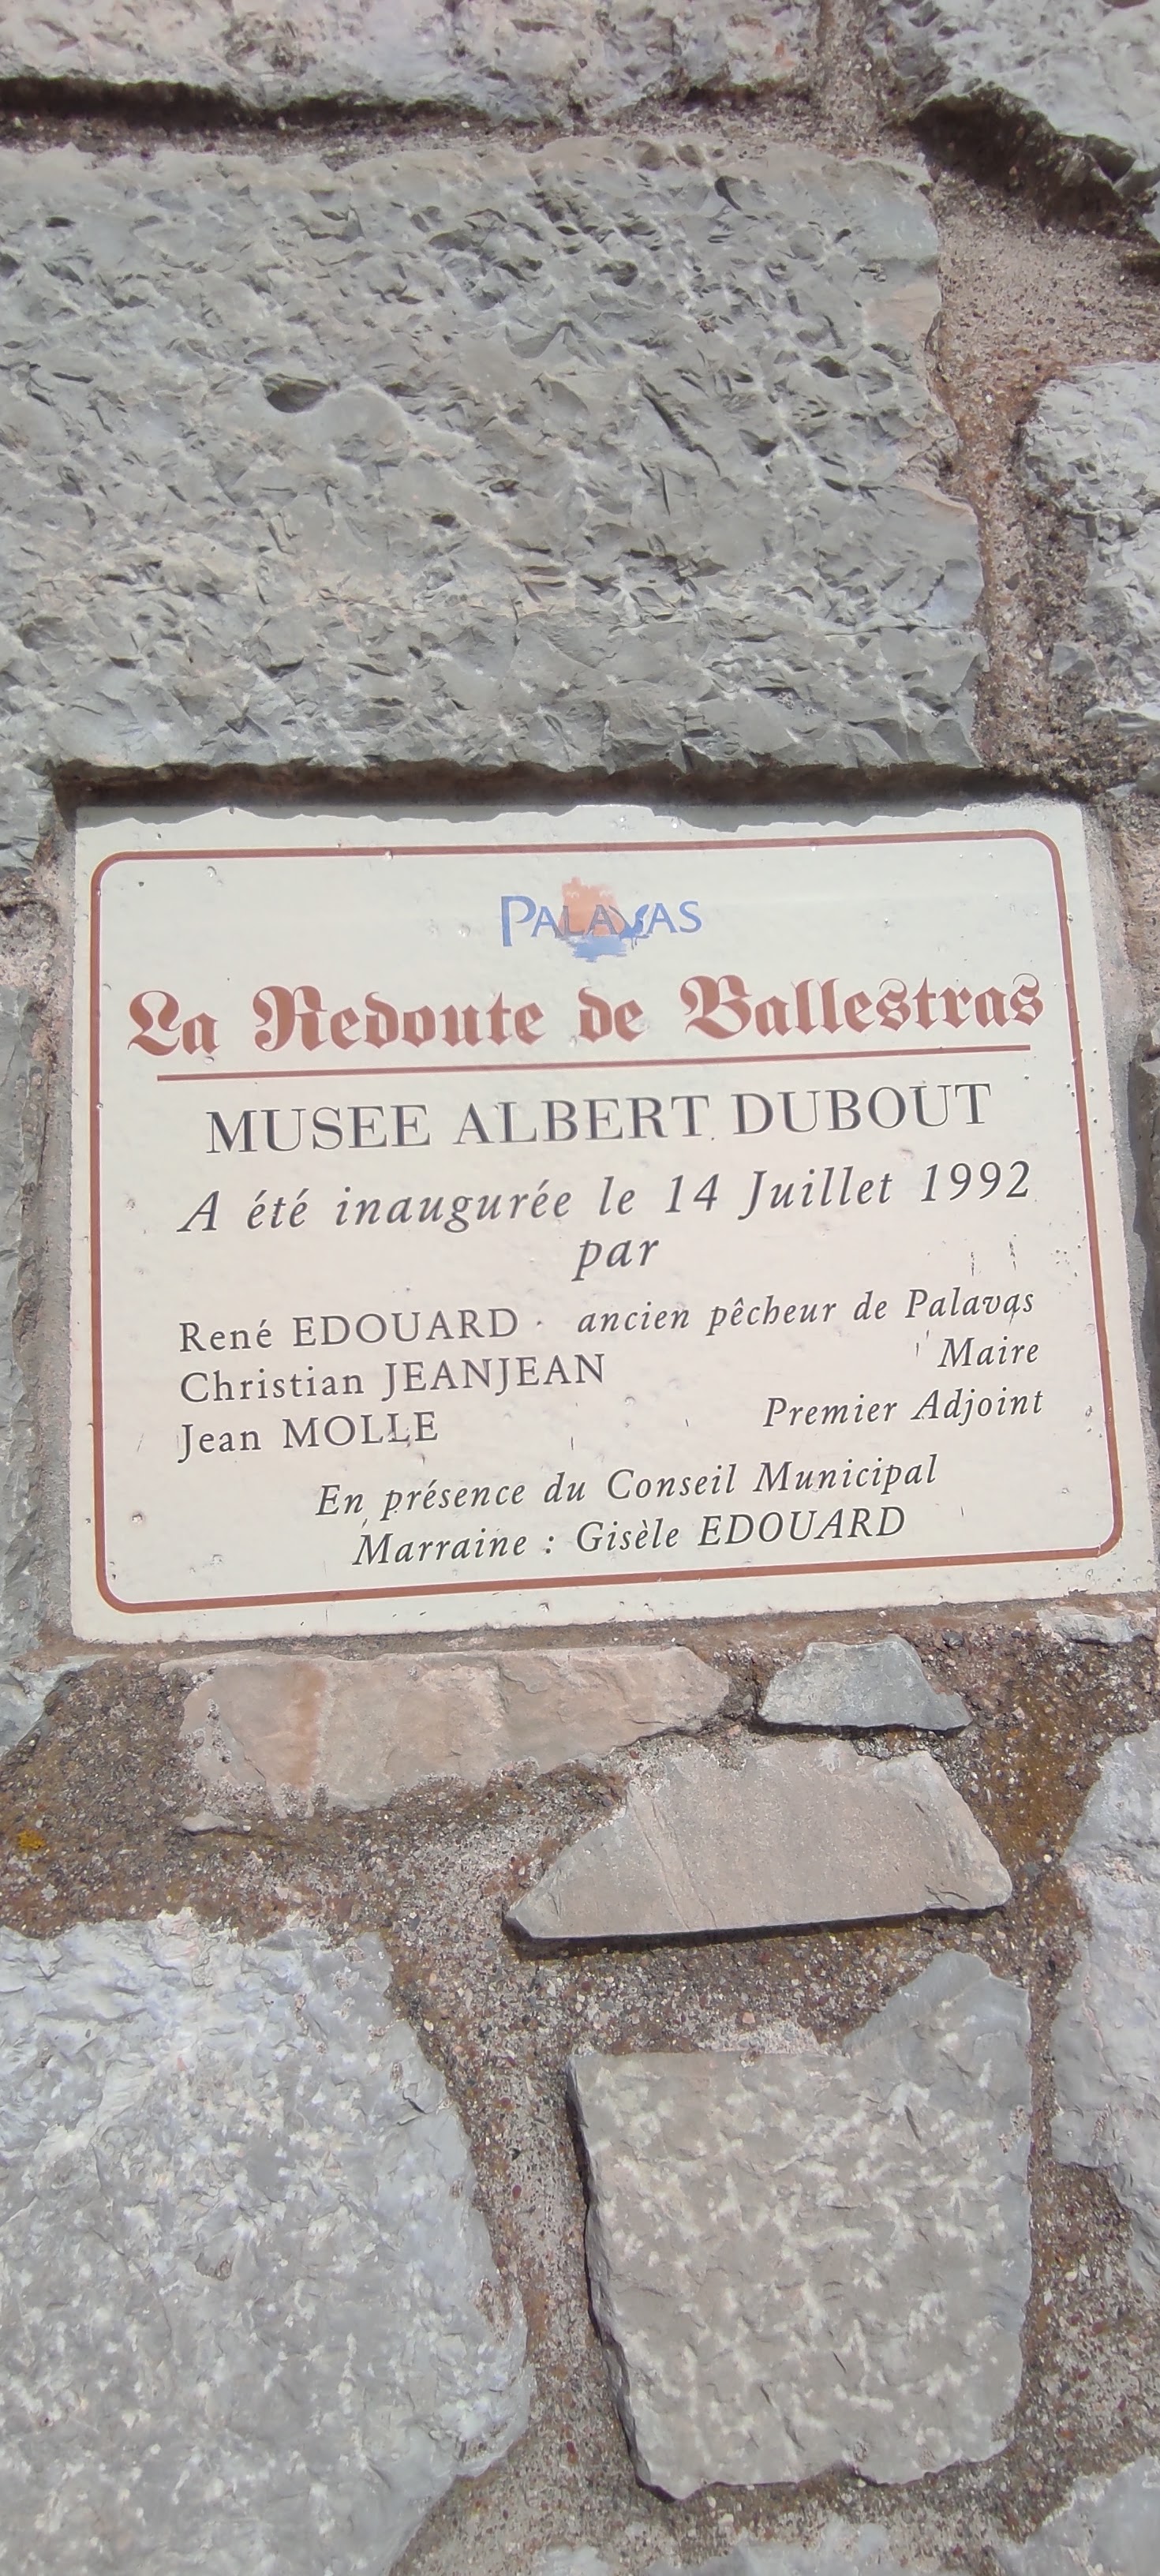 PALAVAS
La Redoute de Ballestras
MUSEE ALBERT DUBOUT
A été inaugurée le 14 Juillet 1992
par
René EDOUARD - ancien pêcheur de Palavas
Christian JEANJEAN Maire
Jean MOLLE Premier Adjoint
En présence du Conseil Municipal
Marraine : Gisèle EDOUARD